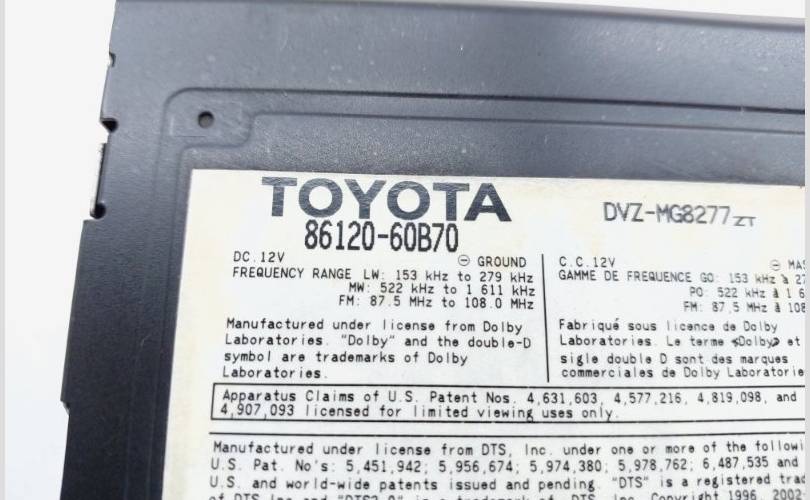 TOYOTA
86120-60B70
DVZ-MG8277ZT
DC.12V ⊖ GROUND
FREQUENCY RANGE LW: 153 kHz to 279 kHz
MW: 522 kHz to 1 611 kHz
FM: 87.5 MHz to 108.0 MHz
Manufactured under license from Dolby
Laboratories. "Dolby" and the double-D
symbol are trademarks of Dolby
Laboratories.
C.C.12V ⊖
GAMME DE FREQUENCE GO: 153 kHz à
PO: 522 kHz à 1
FM: 87,5 MHz à
Fabriqué sous licence de Dolby
Laboratories. Le terme «Dolby» et
sigle double D sont des marques
commerciales de Dolby
Apparatus Claims of U.S. Patent Nos. 4,631,603, 4,577,216, 4,819,098, and
4,907,093 licensed for limited viewing uses only.
Manufactured under license from DTS, Inc. under one or more of the
U.S. Pat. No's: 5,451,942; 5,956,674; 5,974,380; 5,978,762; 6,487,535 and
U.S. and world-wide patents issued and pending. "DTS" is a registered